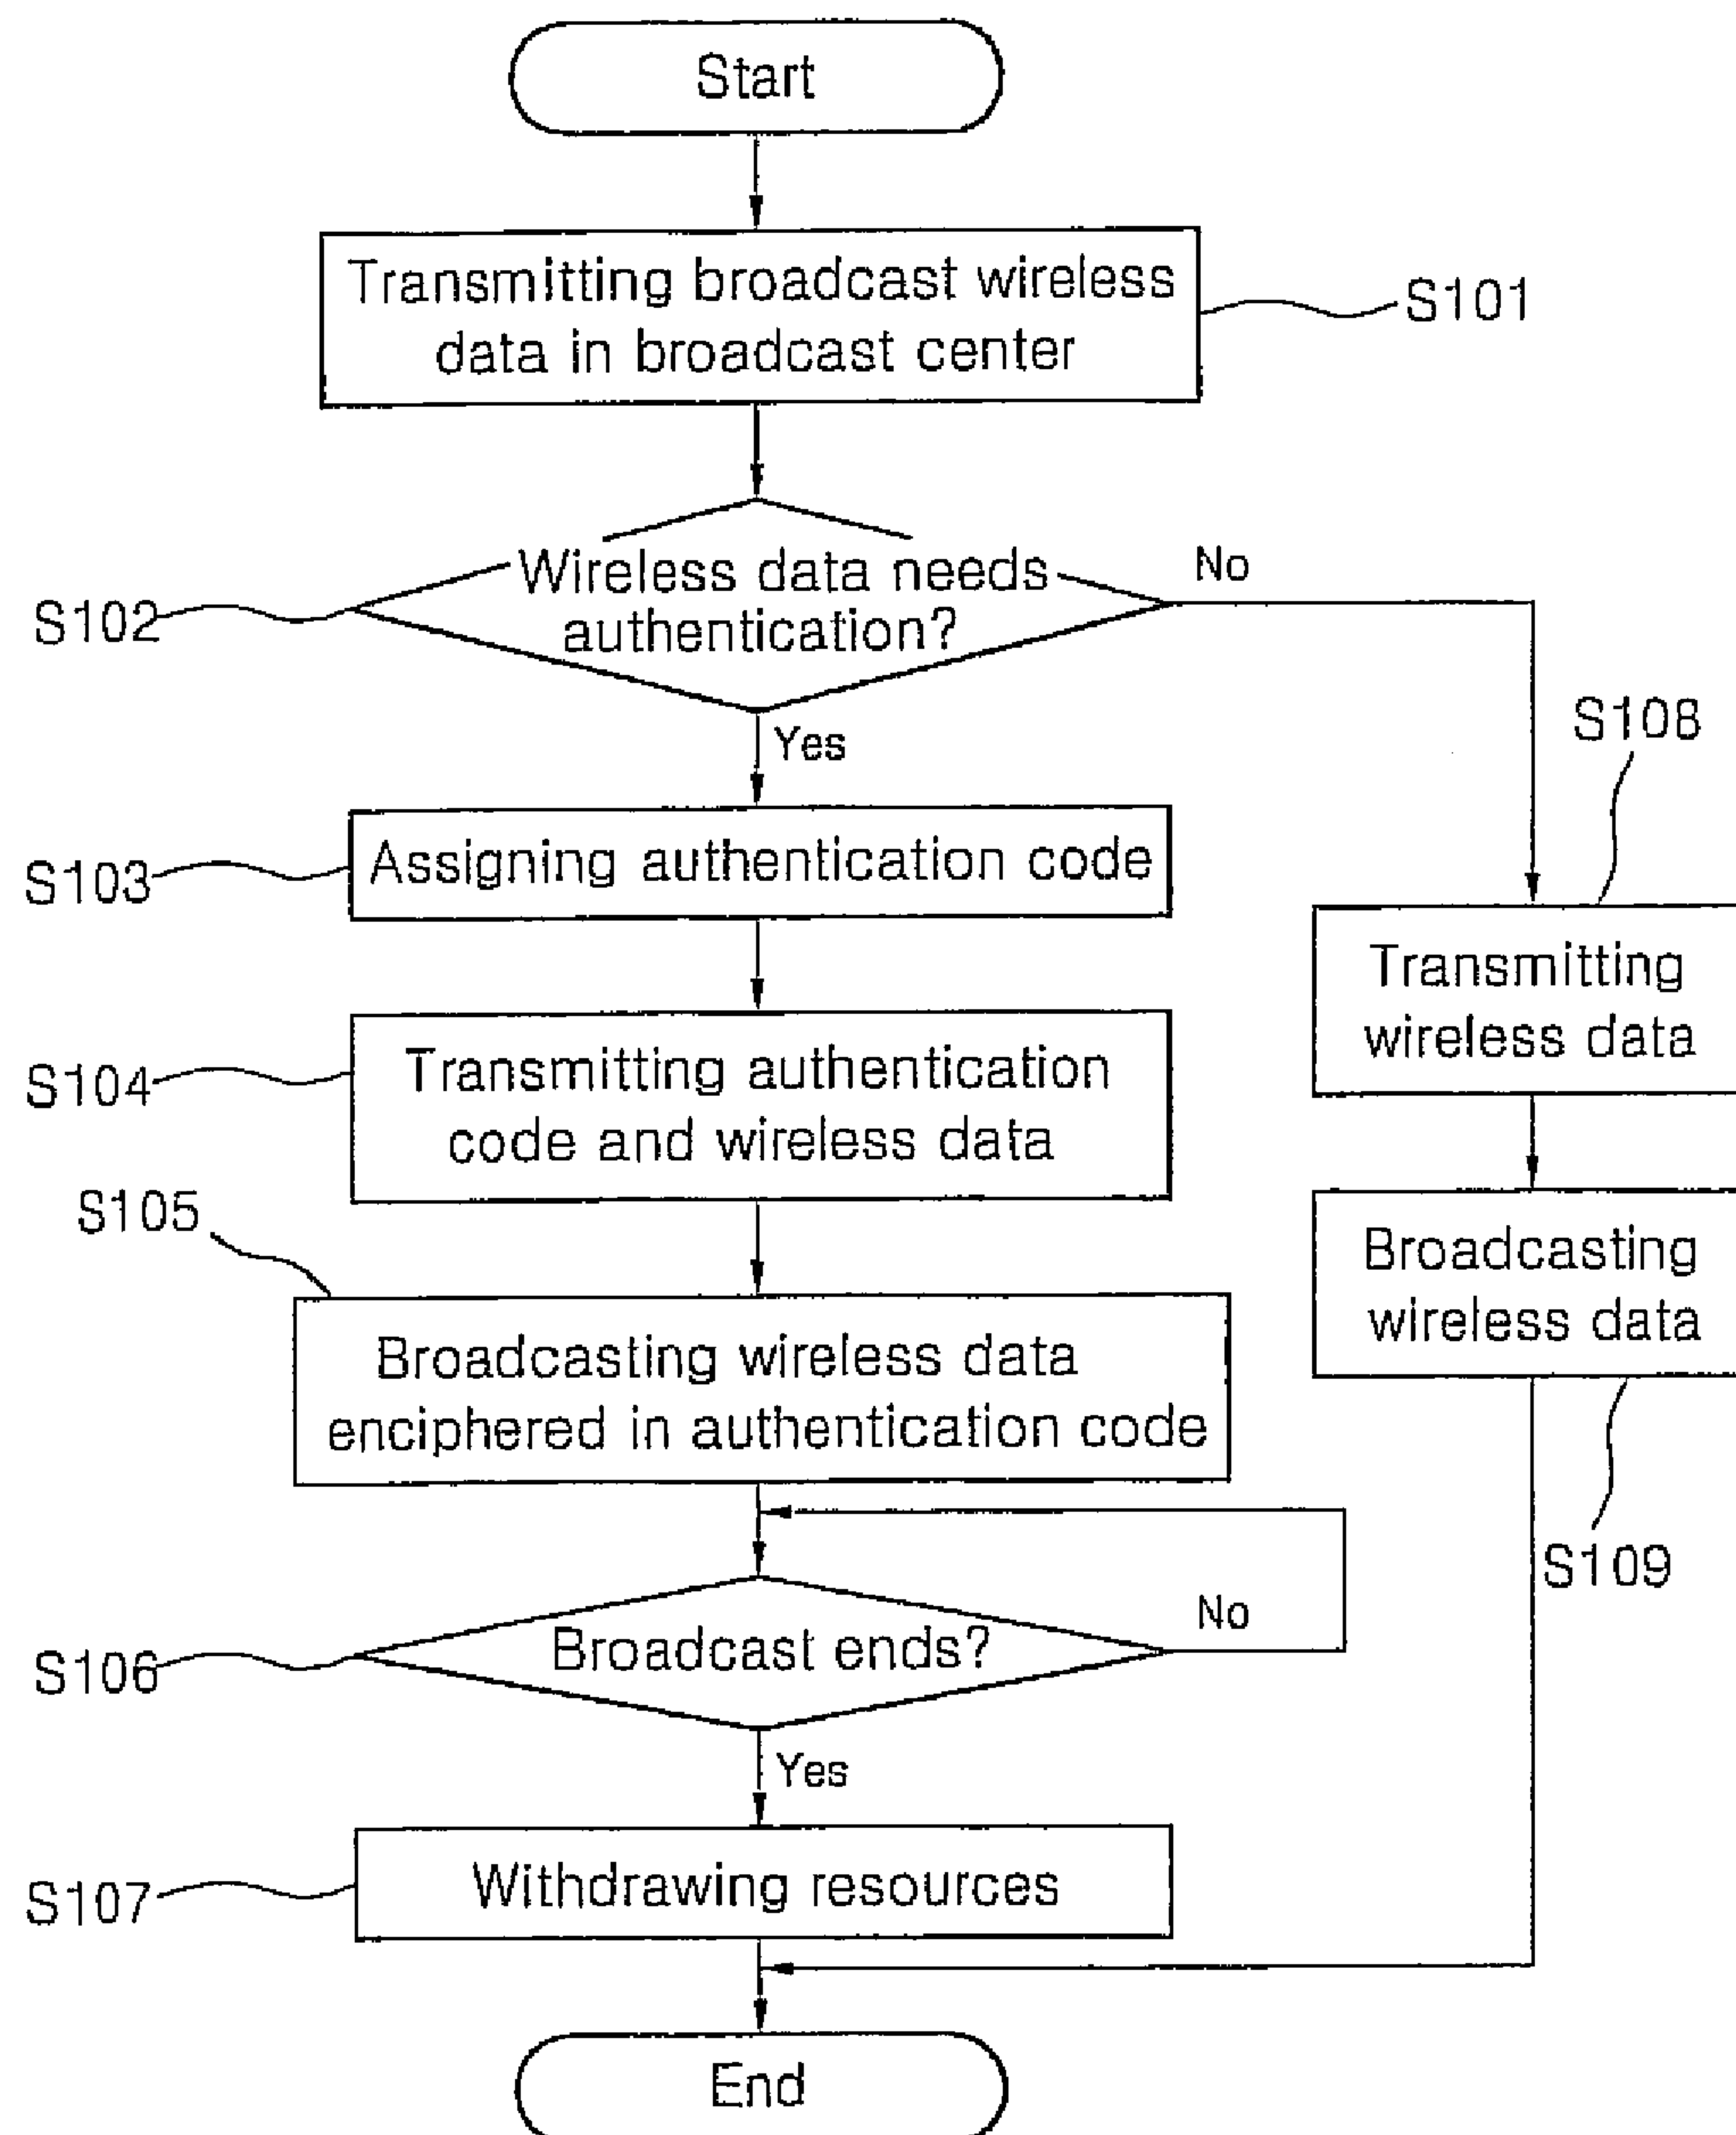 Start
Transmitting broadcast wireless
data in broadcast center
S101
Wireless data needs
authentication?
No
S102
Yes
S108
Assigning authentication code
S103
Transmitting
wireless data
Transmitting authentication
code and wireless data
S104
S105
Broadcasting
wireless data
Broadcasting wireless data
enciphered in authentication code
S109
No
Broadcast ends?
S106
Yes
Withdrawing resources
S107
End